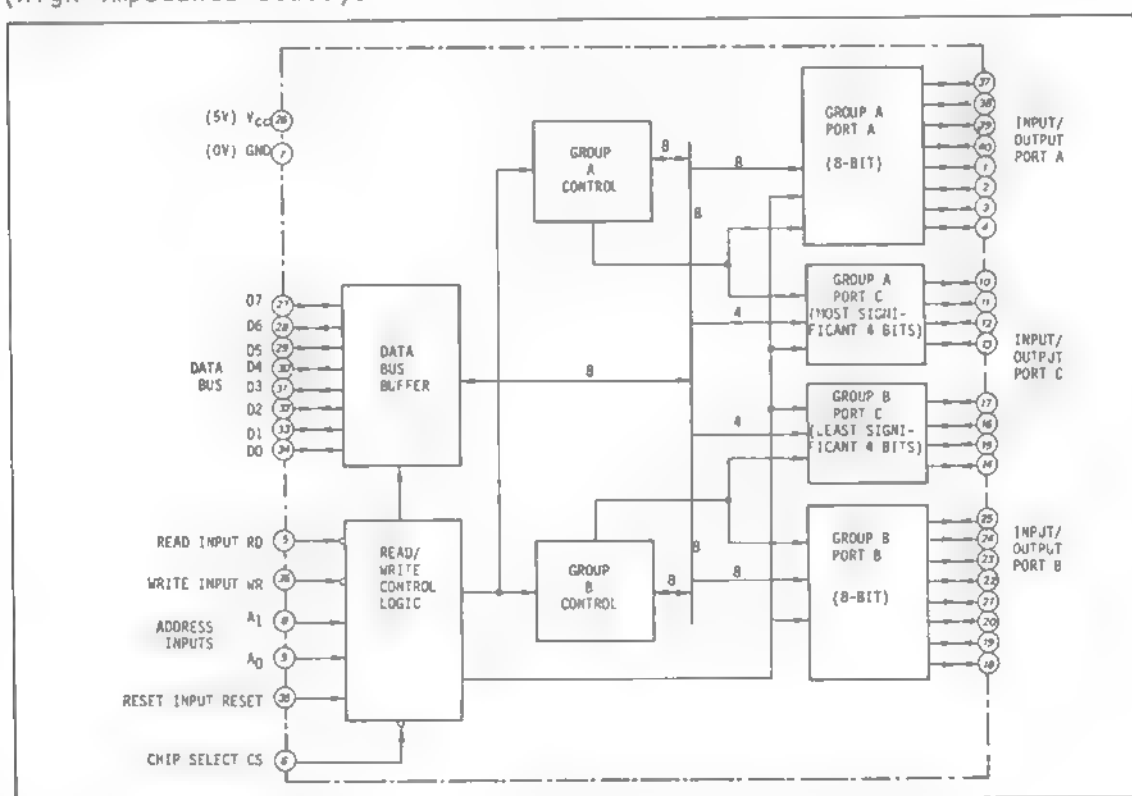 (5V) VCC 26
(0V) GND 7
GROUP A CONTROL
8
8
8
GROUP A PORT A (8-BIT)
37
38
39
40
1
2
3
4
INPUT/
OUTPUT
PORT A
GROUP A
PORT C
(MOST SIGNI-
FICANT 4 BITS)
4
10
11
12
13
INPUT/
OUTPUT
PORT C
DATA
BUS
D7 27
D6 28
D5 29
D4 30
D3 31
D2 32
D1 33
D0 34
DATA
BUS
BUFFER
8
GROUP B
PORT C
(LEAST SIGNI-
FICANT 4 BITS)
4
17
16
15
14
READ INPUT RD 5
WRITE INPUT WR 36
ADDRESS
INPUTS
A1 8
A0 9
RESET INPUT RESET 35
CHIP SELECT CS 6
READ/
WRITE
CONTROL
LOGIC
GROUP
B
CONTROL
8
8
8
GROUP B
PORT B
(8-BIT)
25
24
23
22
21
20
19
18
INPUT/
OUTPUT
PORT B